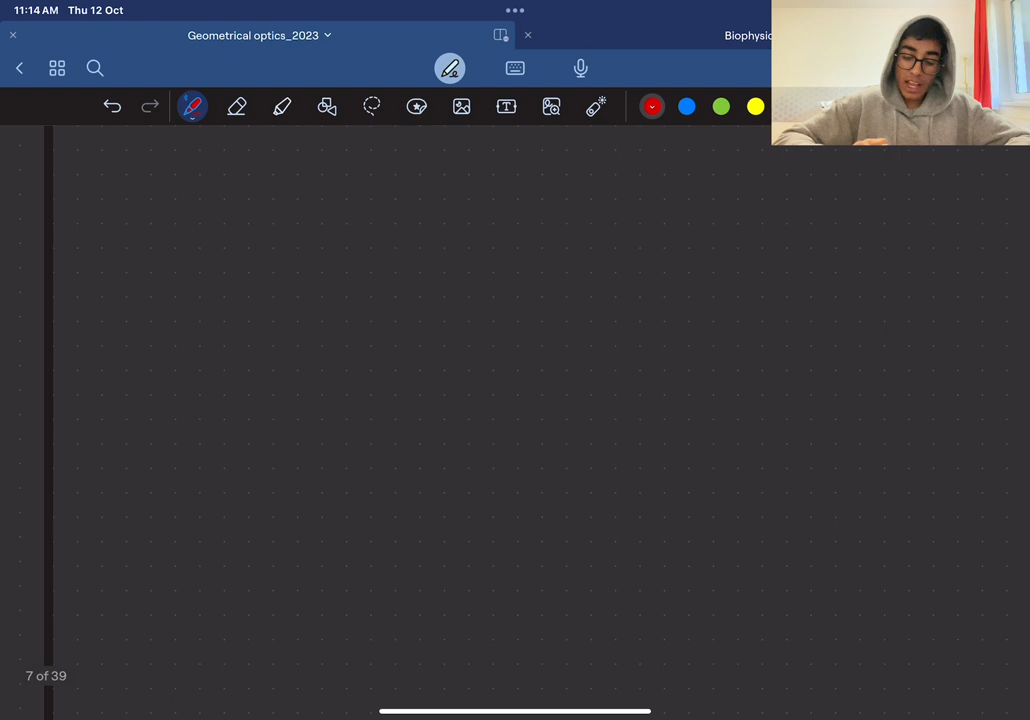 11:14 AM Thu 12 Oct
Geometrical optics_2023
Biophysic
T
7 of 39